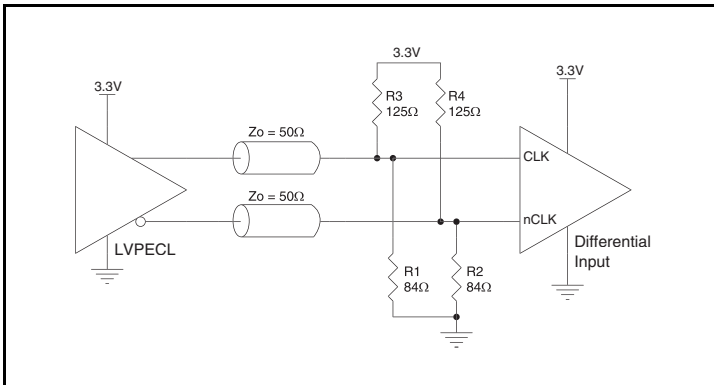 3.3V
3.3V
3.3V
R3
125Ω
R4
125Ω
Zo = 50Ω
CLK
Zo = 50Ω
nCLK
LVPECL
Differential
Input
R1
84Ω
R2
84Ω